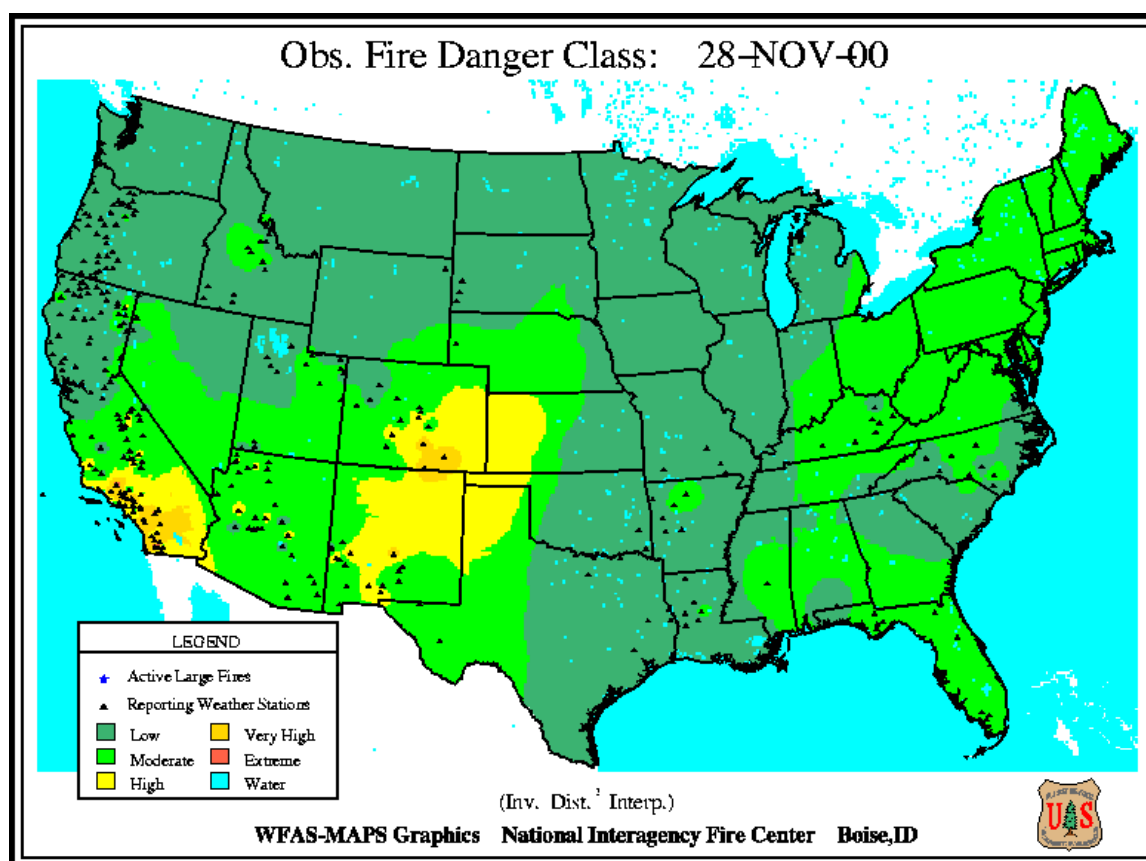 Obs. Fire Danger Class: 28-NOV-00
LEGEND
Active Large Fires
Reporting Weather Stations
Low Very High
Moderate Extreme
High Water
(Inv. Dist.² Interp.)
WFAS-MAPS Graphics National Interagency Fire Center Boise,ID
U S